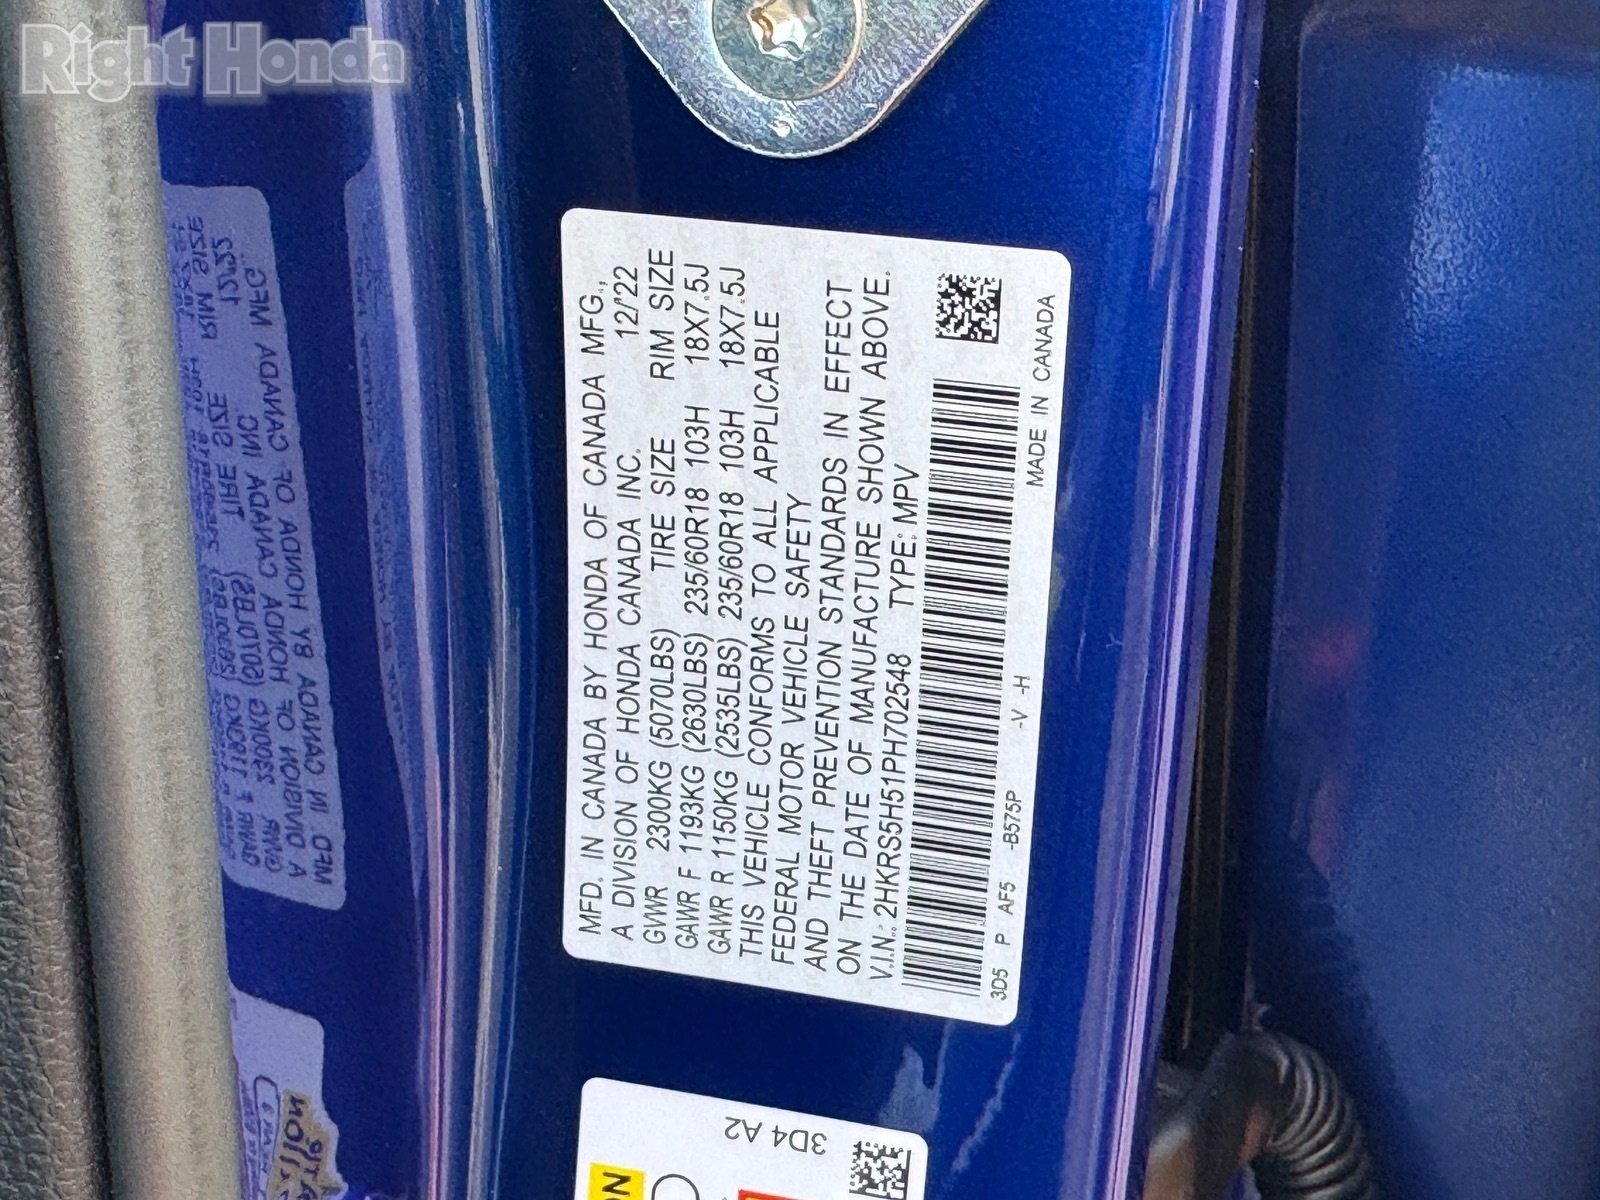 Right Honda
MFD. IN CANADA BY HONDA OF CANADA MFG.,
A DIVISION OF HONDA CANADA INC. 12/22
GVWR 2300KG (5070LBS) TIRE SIZE RIM SIZE
GAWR F 1193KG (2630LBS) 235/60R18 103H 18X7.5J
GAWR R 1150KG (2535LBS) 235/60R18 103H 18X7.5J
THIS VEHICLE CONFORMS TO ALL APPLICABLE
FEDERAL MOTOR VEHICLE SAFETY
AND THEFT PREVENTION STANDARDS IN EFFECT
ON THE DATE OF MANUFACTURE SHOWN ABOVE.
V.I.N.: 2HKRS5H51PH702548 TYPE: MPV
3D5 P AF5 -B575P -V -H MADE IN CANADA
3D4 A2